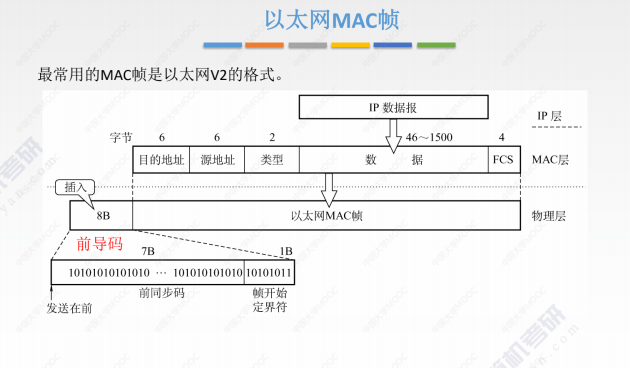 以太网MAC帧
最常用的MAC帧是以太网V2的格式。
IP 数据报
IP 层
字节 6 6 2 46～1500 4
目的地址 源地址 类型 数 据 FCS MAC层
插入
8B 以太网MAC帧 物理层
前导码
7B 1B
10101010101010 … 101010101010 10101011
前同步码 帧开始
定界符
发送在前